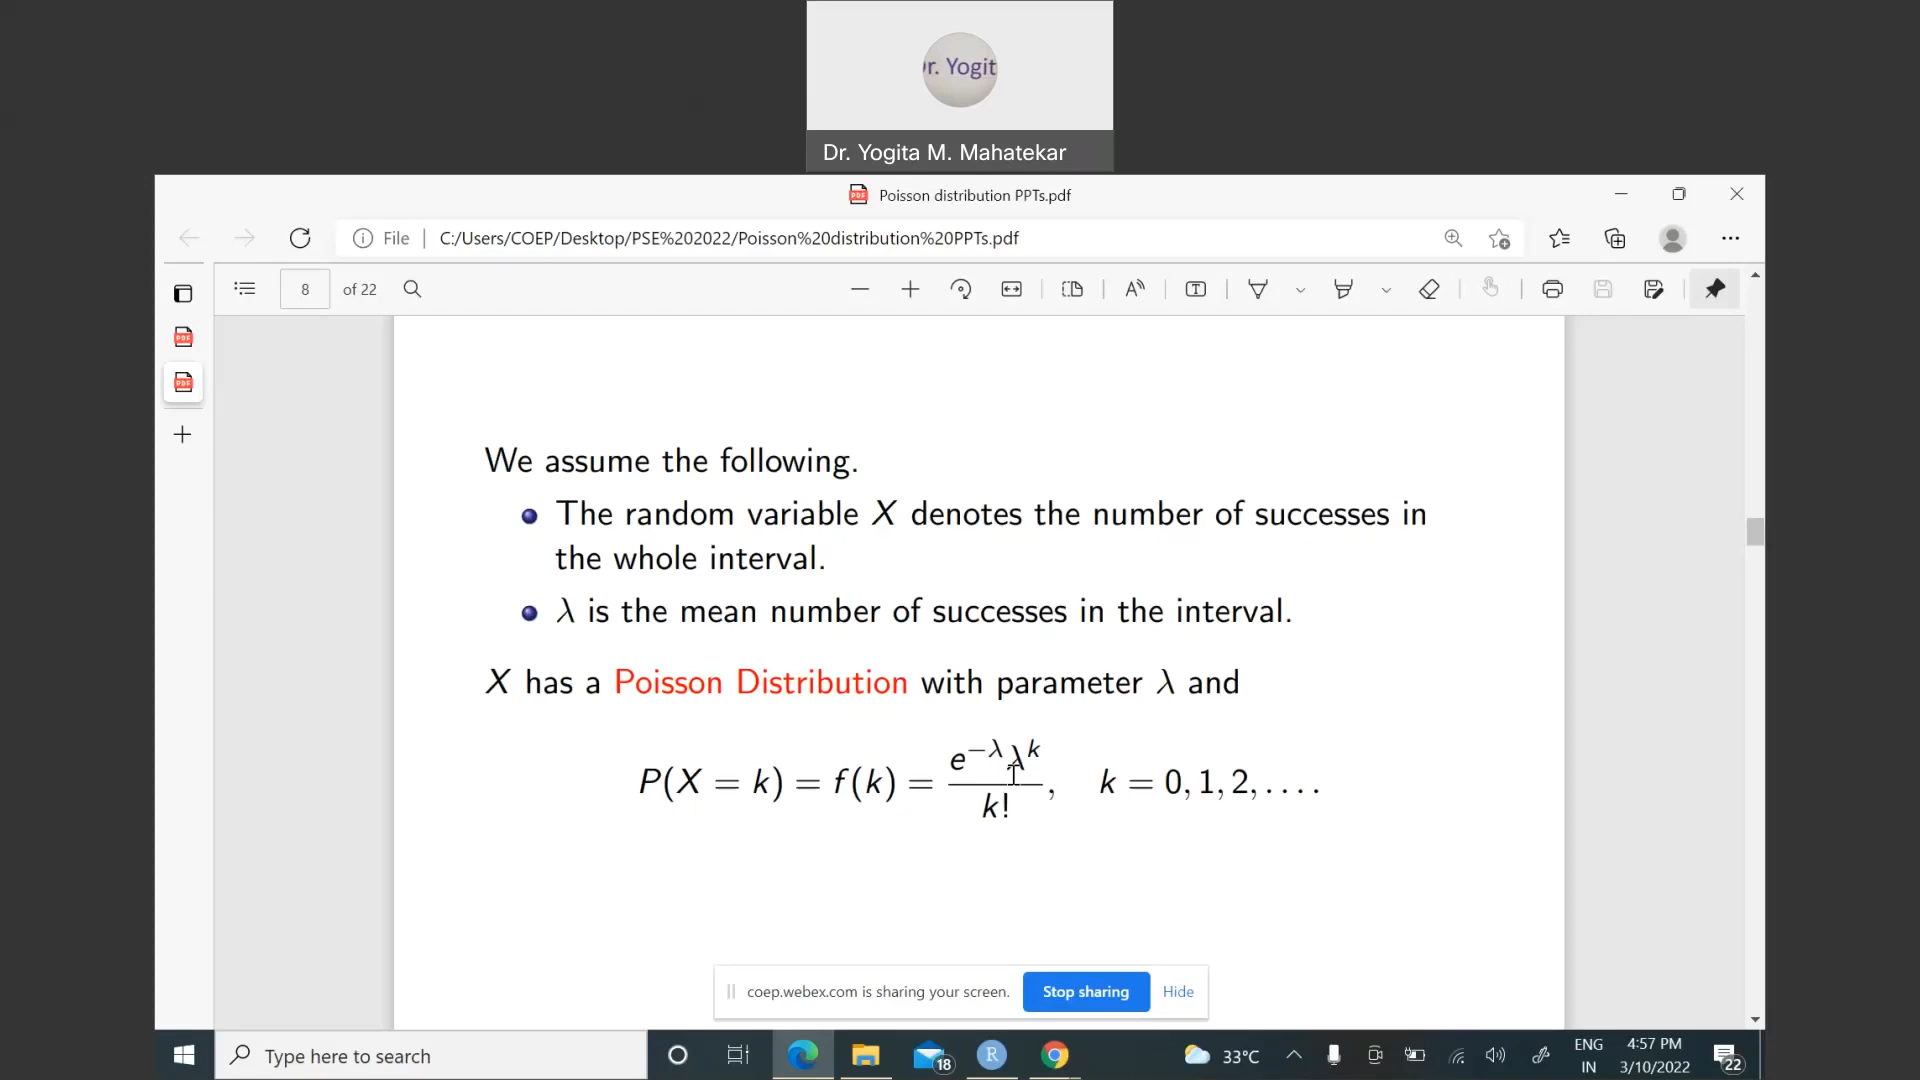 r. Yogit
Dr. Yogita M. Mahatekar
Poisson distribution PPTs.pdf
File | C:/Users/COEP/Desktop/PSE%202022/Poisson%20distribution%20PPTs.pdf
8 of 22
We assume the following.
The random variable X denotes the number of successes in
the whole interval.
λ is the mean number of successes in the interval.
X has a Poisson Distribution with parameter λ and
P(X = k) = f(k) = e^{−λ}λ^k / k!, k = 0, 1, 2, ....
coep.webex.com is sharing your screen. Stop sharing Hide
Type here to search
18
R
33°C
ENG
IN
4:57 PM
3/10/2022
22